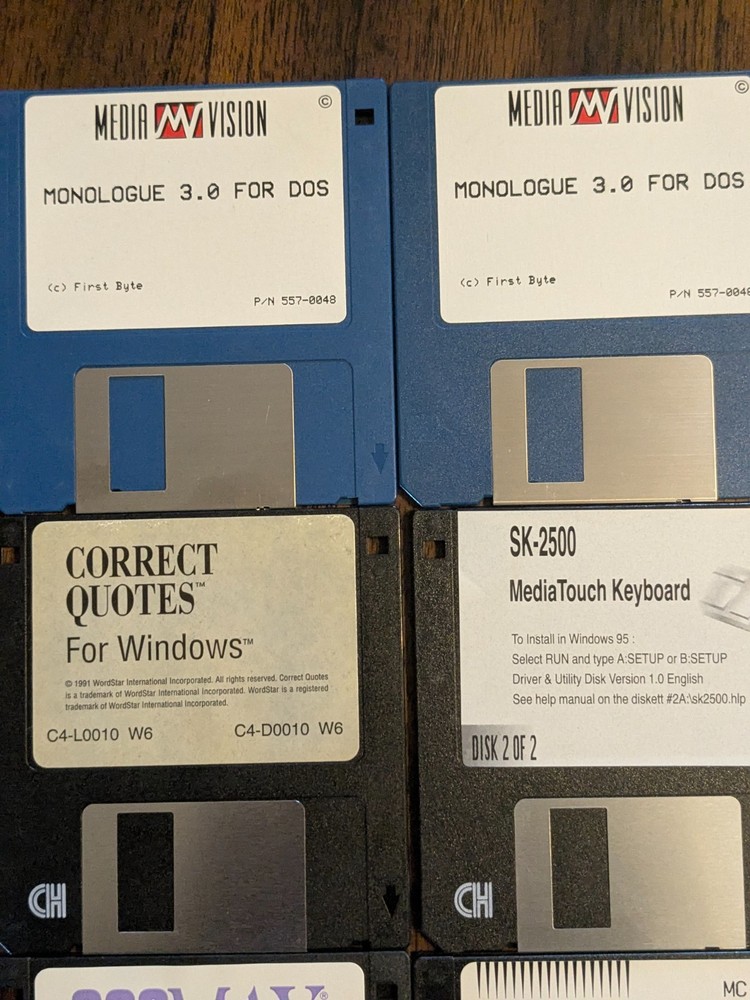 MEDIA MV VISION ©
MONOLOGUE 3.0 FOR DOS
(c) First Byte
P/N 557-0048
MEDIA MV VISION ©
MONOLOGUE 3.0 FOR DOS
(c) First Byte
P/N 557-0048
CORRECT
QUOTES™
For Windows™
© 1991 WordStar International Incorporated. All rights reserved. Correct Quotes
is a trademark of WordStar International Incorporated. WordStar is a registered
trademark of WordStar International Incorporated.
C4-L0010 W6 C4-D0010 W6
CH
SK-2500
MediaTouch Keyboard
To Install in Windows 95 :
Select RUN and type A:SETUP or B:SETUP
Driver & Utility Disk Version 1.0 English
See help manual on the diskett #2A:\sk2500.hlp
DISK 2 OF 2
CH
MC